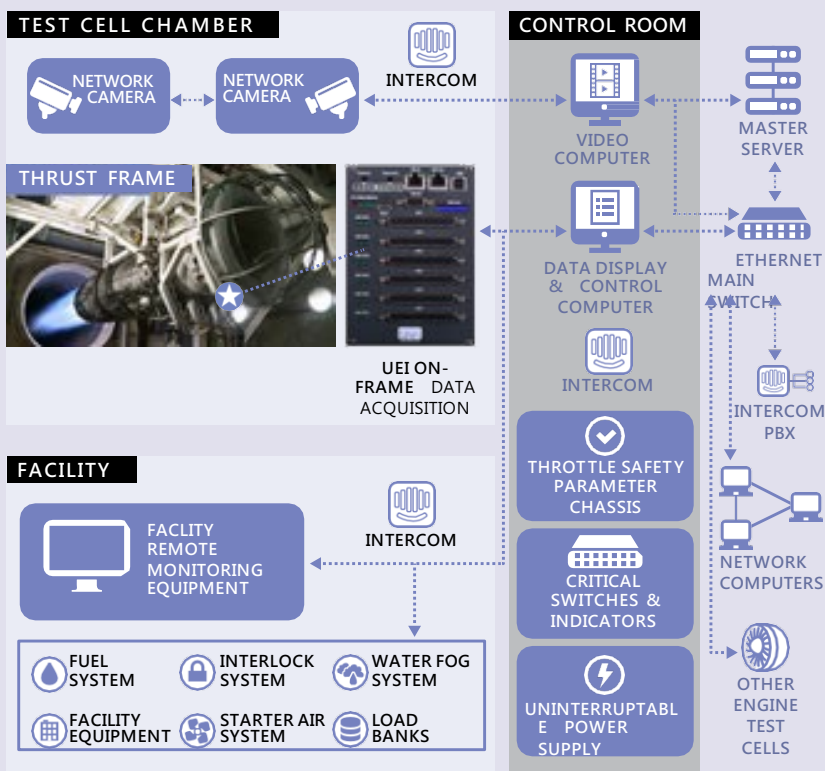 TEST CELL CHAMBER
NETWORK
CAMERA
NETWORK
CAMERA
INTERCOM
THRUST FRAME
UEI ON-
FRAME DATA
ACQUISITION
FACILITY
FACLITY
REMOTE
MONITORING
EQUIPMENT
INTERCOM
FUEL
SYSTEM
INTERLOCK
SYSTEM
WATER FOG
SYSTEM
FACILITY
EQUIPMENT
STARTER AIR
SYSTEM
LOAD
BANKS
CONTROL ROOM
VIDEO
COMPUTER
DATA DISPLAY
& CONTROL
COMPUTER
INTERCOM
THROTTLE SAFETY
PARAMETER
CHASSIS
CRITICAL
SWITCHES &
INDICATORS
UNINTERRUPTABL
E POWER
SUPPLY
MASTER
SERVER
ETHERNET
MAIN
SWITCH
INTERCOM
PBX
NETWORK
COMPUTERS
OTHER
ENGINE
TEST
CELLS